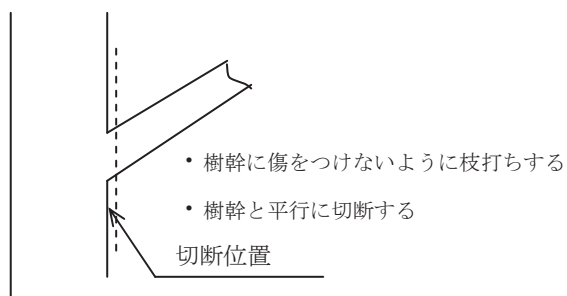 ・樹幹に傷をつけないように枝打ちする
・樹幹と平行に切断する
切断位置